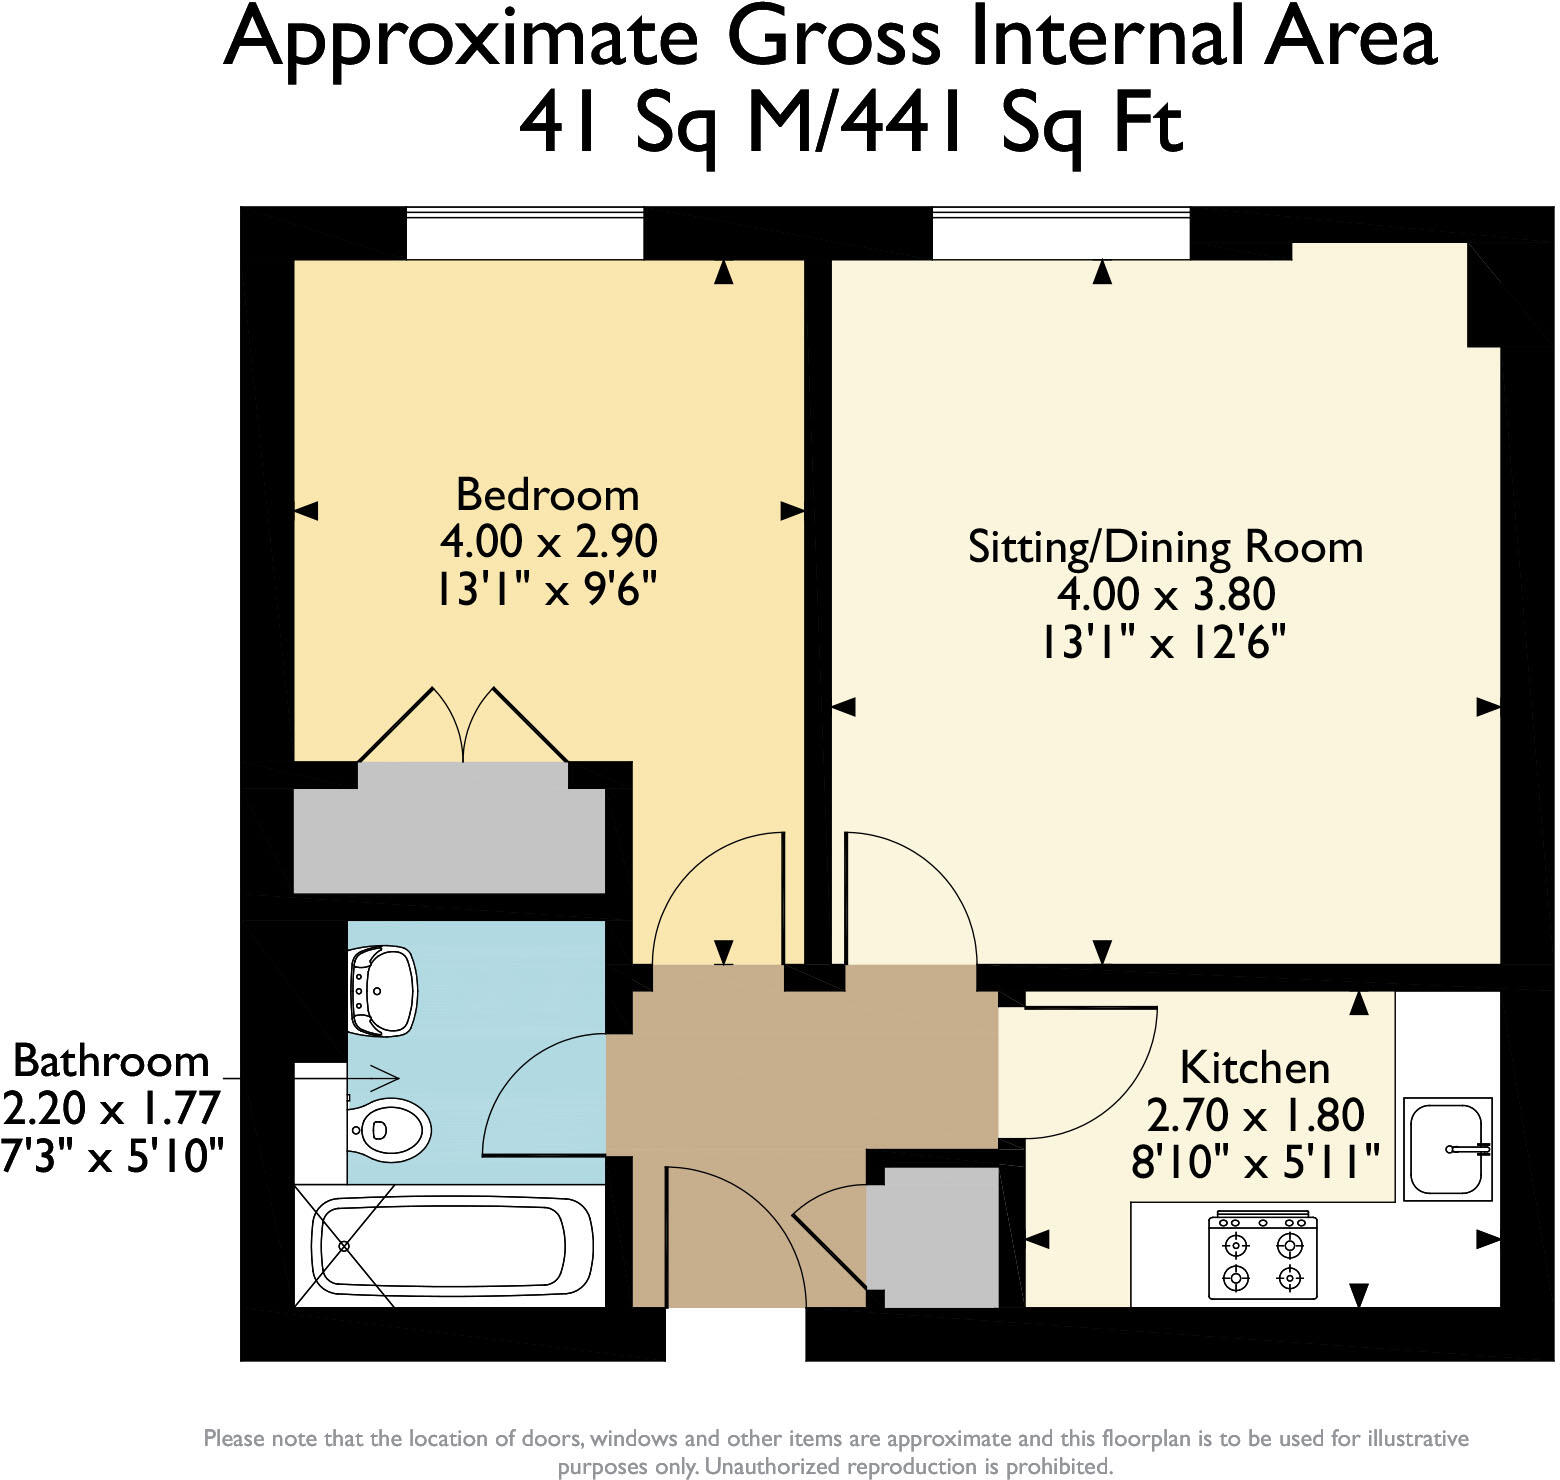 Approximate Gross Internal Area
41 Sq M/441 Sq Ft
Bedroom
4.00 x 2.90
13'1" x 9'6"
Sitting/Dining Room
4.00 x 3.80
13'1" x 12'6"
Bathroom
2.20 x 1.77
7'3" x 5'10"
Kitchen
2.70 x 1.80
8'10" x 5'11"
Please note that the location of doors, windows and other items are approximate and this floorplan is to be used for illustrative
purposes only. Unauthorized reproduction is prohibited.